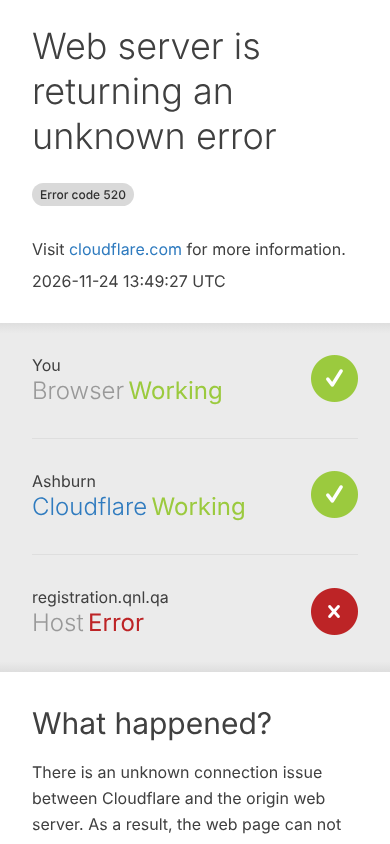 Web server is
returning an
unknown error
Error code 520
Visit cloudflare.com for more information.
2026-11-24 13:49:27 UTC
You
Browser Working
Ashburn
Cloudflare Working
registration.qnl.qa
Host Error
What happened?
There is an unknown connection issue
between Cloudflare and the origin web
server. As a result, the web page can not